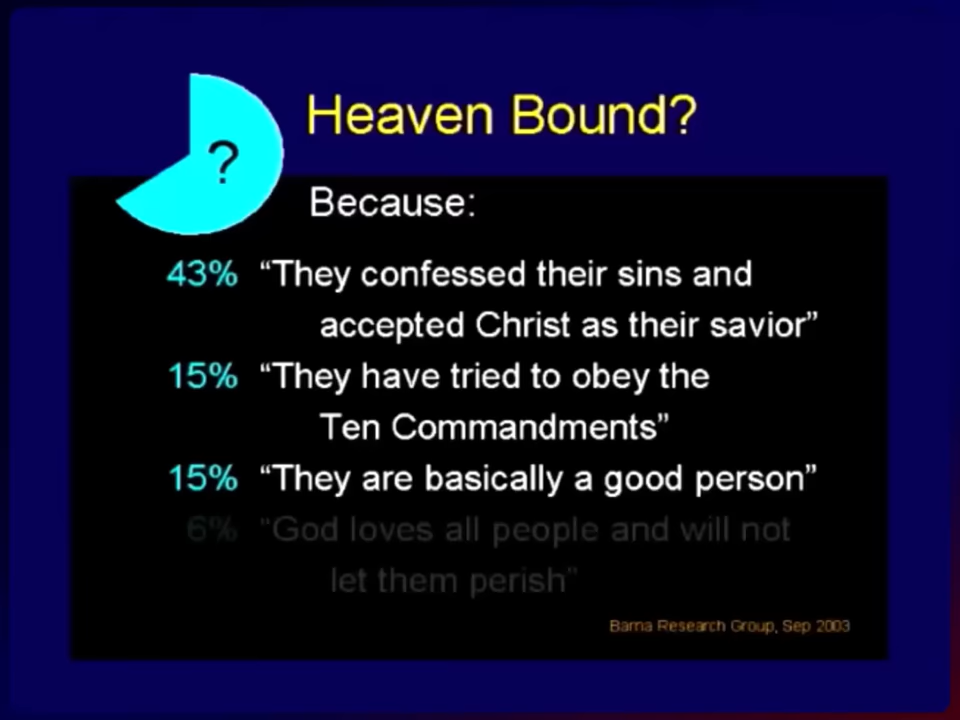 Heaven Bound?
?
Because:
43% “They confessed their sins and
accepted Christ as their savior”
15% “They have tried to obey the
Ten Commandments”
15% “They are basically a good person”
6% “God loves all people and will not
let them perish”
Barna Research Group, Sep 2003